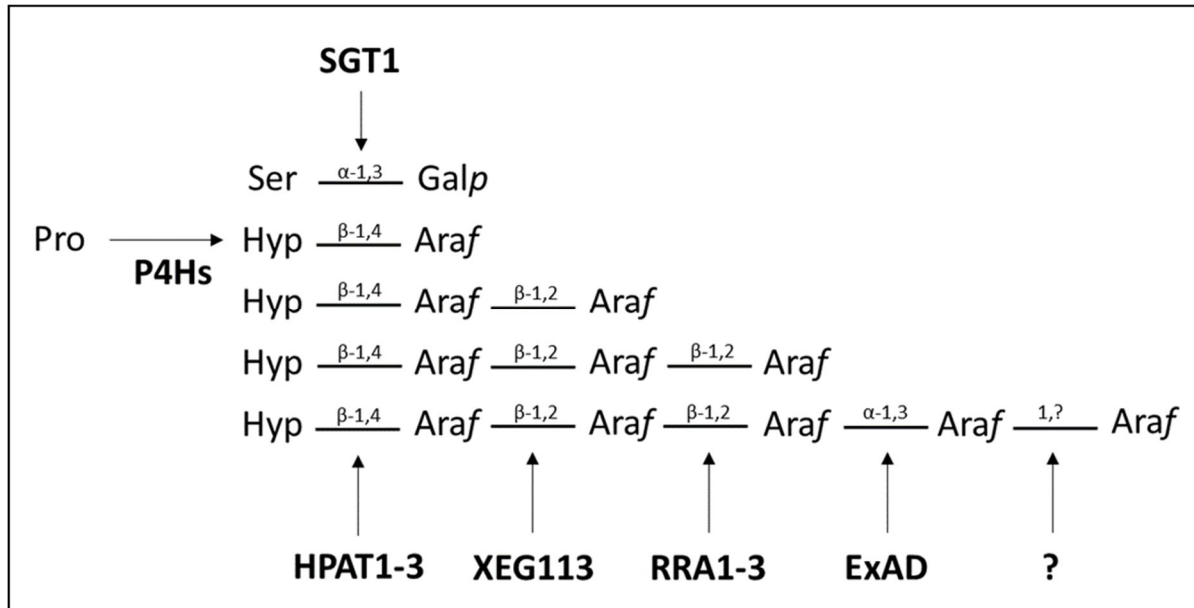 SGT1
Ser α-1,3 Galp
Pro Hyp β-1,4 Araf
P4Hs
Hyp β-1,4 Araf β-1,2 Araf
Hyp β-1,4 Araf β-1,2 Araf β-1,2 Araf
Hyp β-1,4 Araf β-1,2 Araf β-1,2 Araf α-1,3 Araf 1,? Araf
HPAT1-3 XEG113 RRA1-3 ExAD ?